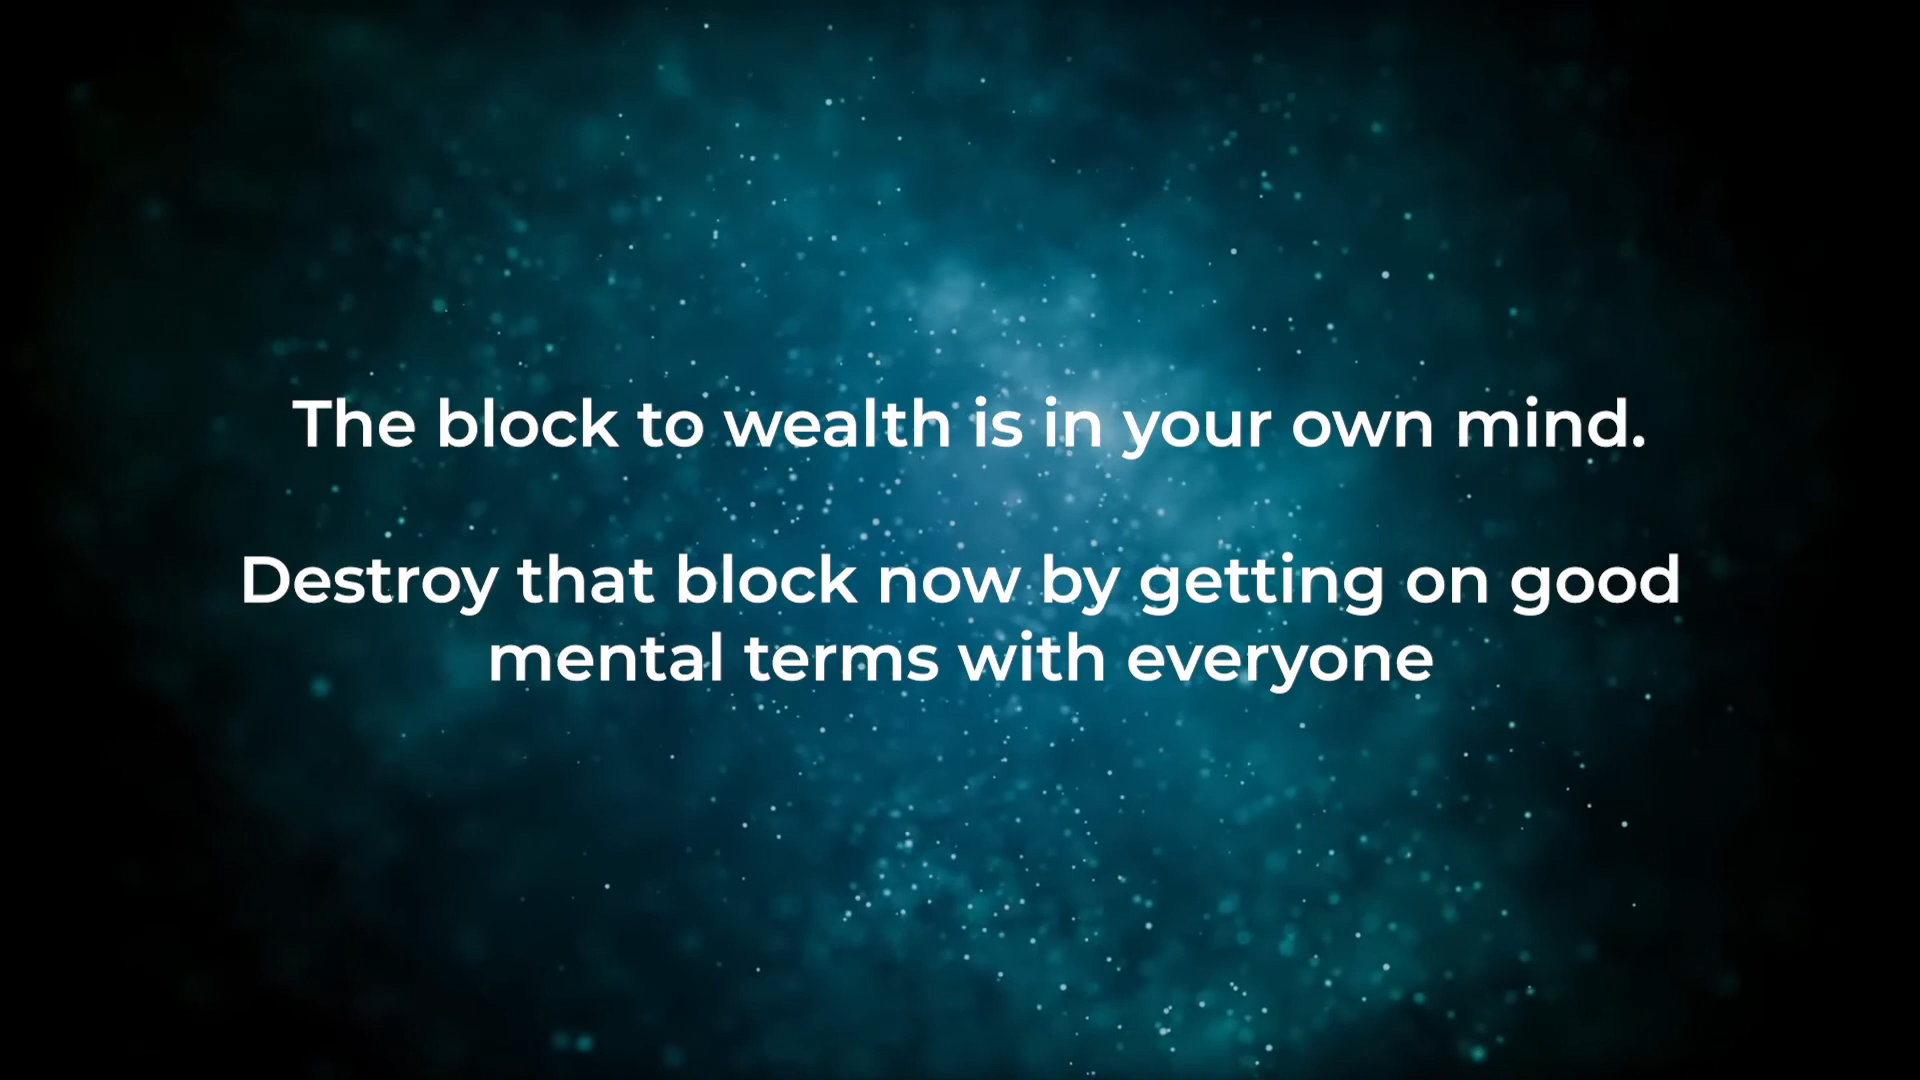 The block to wealth is in your own mind.
Destroy that block now by getting on good
mental terms with everyone